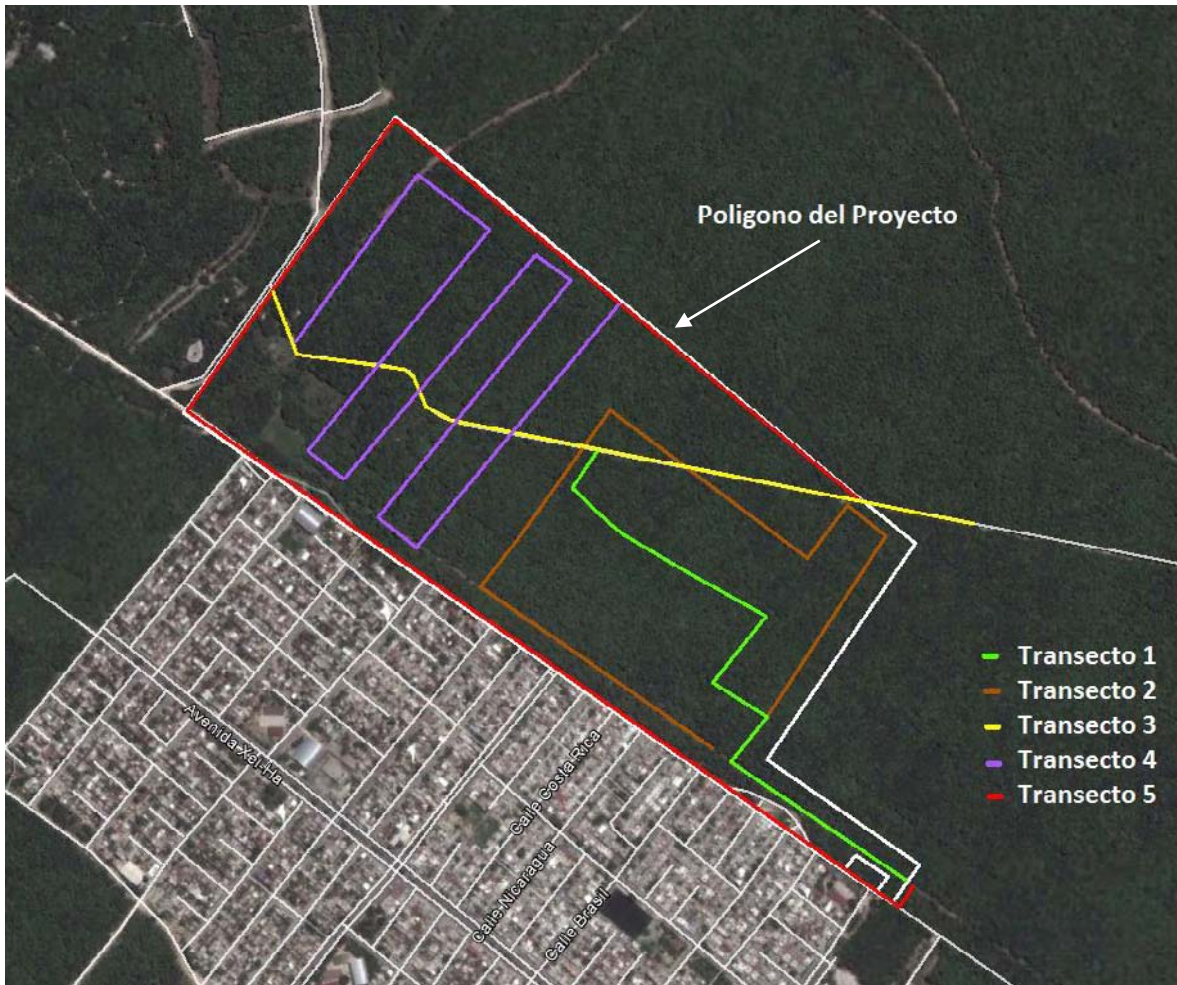 Poligono del Proyecto
Transecto 1
Transecto 2
Transecto 3
Transecto 4
Transecto 5
Avenida Xel-Ha
Calle Costa Rica
Calle Nicaragua
Calle Brasil